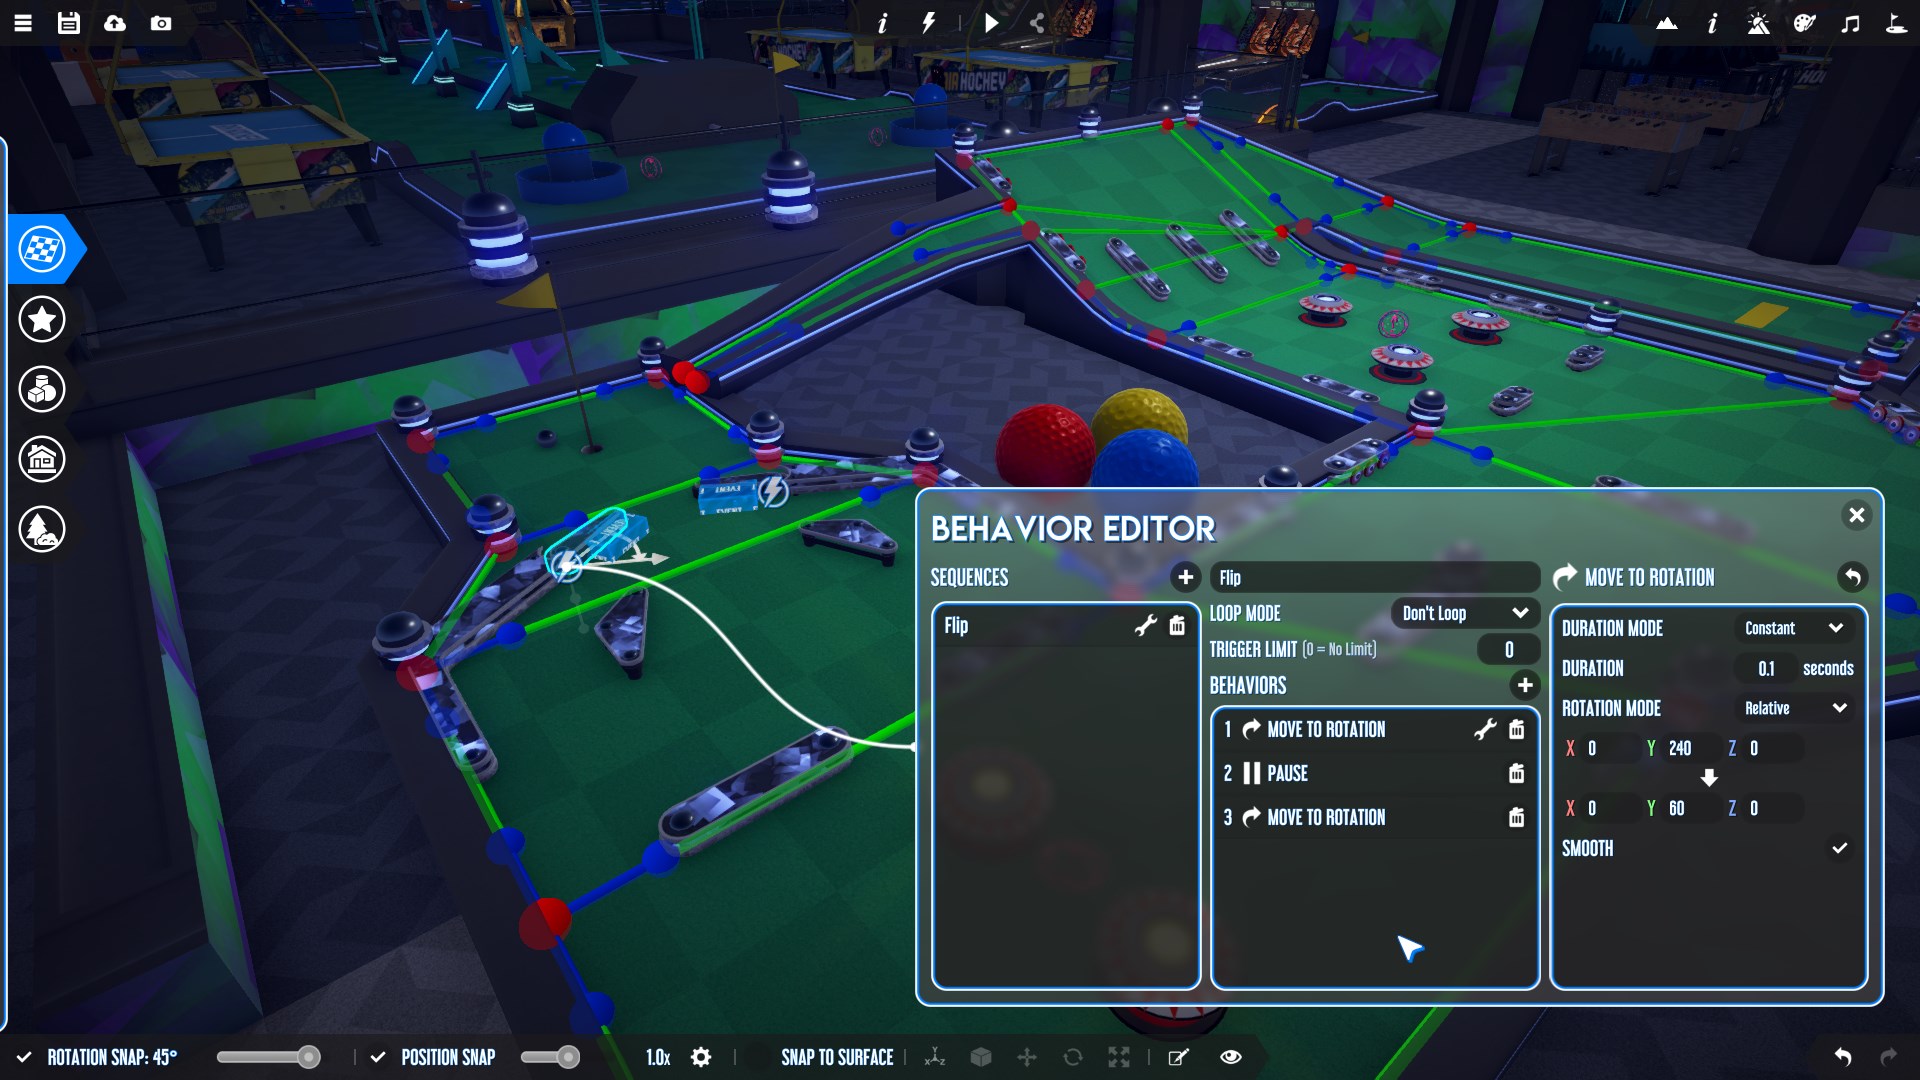 AIR HOCKEY
EVENT
BEHAVIOR EDITOR
SEQUENCES
Flip
Flip
LOOP MODE
Don't Loop
TRIGGER LIMIT (0 = No Limit)
0
BEHAVIORS
1 MOVE TO ROTATION
2 PAUSE
3 MOVE TO ROTATION
MOVE TO ROTATION
DURATION MODE
Constant
DURATION
0.1 seconds
ROTATION MODE
Relative
X 0 Y 240 Z 0
X 0 Y 60 Z 0
SMOOTH
ROTATION SNAP: 45°
POSITION SNAP
1.0x
SNAP TO SURFACE